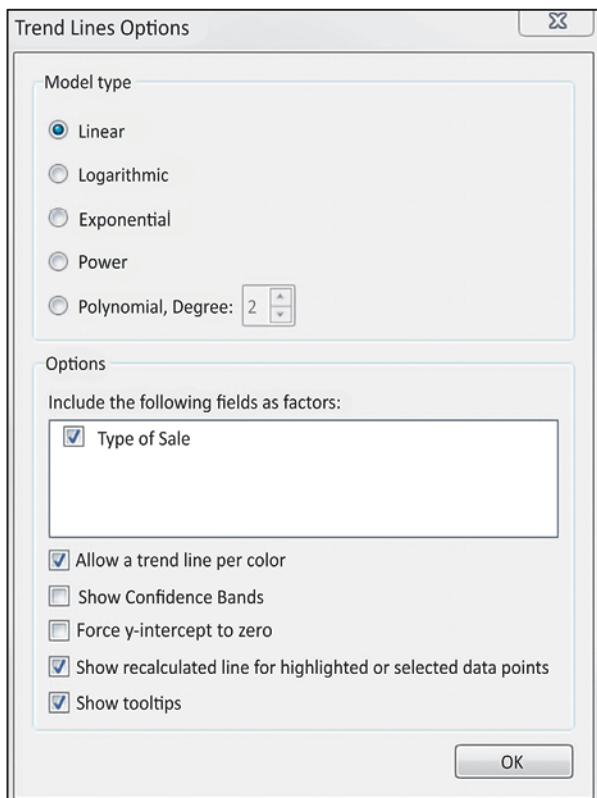 Trend Lines Options
Model type
Linear
Logarithmic
Exponential
Power
Polynomial, Degree: 2
Options
Include the following fields as factors:
Type of Sale
Allow a trend line per color
Show Confidence Bands
Force y-intercept to zero
Show recalculated line for highlighted or selected data points
Show tooltips
OK